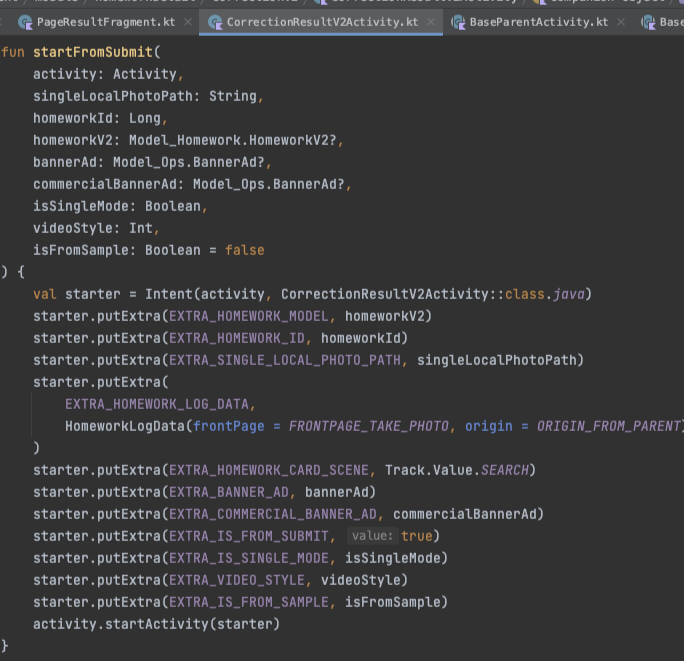 PageResultFragment.kt × CorrectionResultV2Activity.kt × BaseParentActivity.kt × Base
fun startFromSubmit(
    activity: Activity,
    singleLocalPhotoPath: String,
    homeworkId: Long,
    homeworkV2: Model_Homework.HomeworkV2?,
    bannerAd: Model_Ops.BannerAd?,
    commercialBannerAd: Model_Ops.BannerAd?,
    isSingleMode: Boolean,
    videoStyle: Int,
    isFromSample: Boolean = false
) {
    val starter = Intent(activity, CorrectionResultV2Activity::class.java)
    starter.putExtra(EXTRA_HOMEWORK_MODEL, homeworkV2)
    starter.putExtra(EXTRA_HOMEWORK_ID, homeworkId)
    starter.putExtra(EXTRA_SINGLE_LOCAL_PHOTO_PATH, singleLocalPhotoPath)
    starter.putExtra(
        EXTRA_HOMEWORK_LOG_DATA,
        HomeworkLogData(frontPage = FRONTPAGE_TAKE_PHOTO, origin = ORIGIN_FROM_PARENT)
    )
    starter.putExtra(EXTRA_HOMEWORK_CARD_SCENE, Track.Value.SEARCH)
    starter.putExtra(EXTRA_BANNER_AD, bannerAd)
    starter.putExtra(EXTRA_COMMERCIAL_BANNER_AD, commercialBannerAd)
    starter.putExtra(EXTRA_IS_FROM_SUBMIT, value: true)
    starter.putExtra(EXTRA_IS_SINGLE_MODE, isSingleMode)
    starter.putExtra(EXTRA_VIDEO_STYLE, videoStyle)
    starter.putExtra(EXTRA_IS_FROM_SAMPLE, isFromSample)
    activity.startActivity(starter)
}